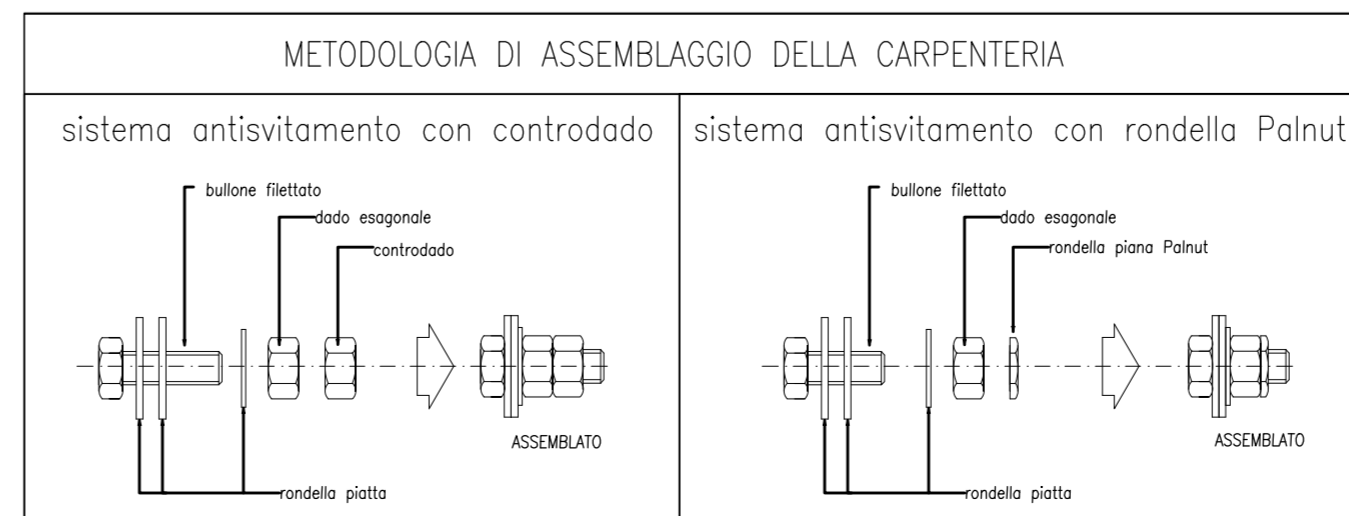 METODOLOGIA DI ASSEMBLAGGIO DELLA CARPENTERIA
sistema antisvitamento con controdado
bullone filettato
dado esagonale
controdado
ASSEMBLATO
rondella piatta
sistema antisvitamento con rondella Palnut
bullone filettato
dado esagonale
rondella piana Palnut
ASSEMBLATO
rondella piatta